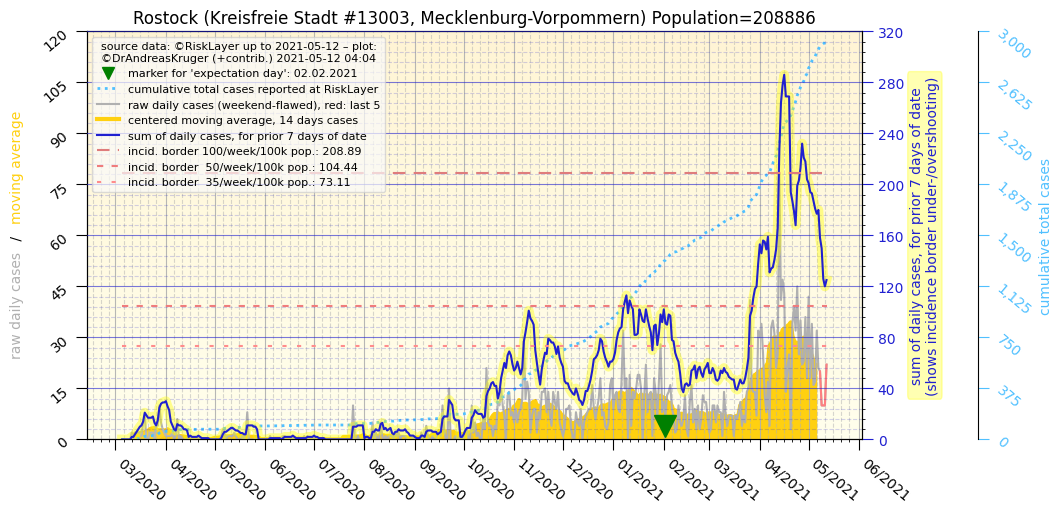 Rostock (Kreisfreie Stadt #13003, Mecklenburg-Vorpommern) Population=208886
source data: ©RiskLayer up to 2021-05-12 – plot:
©DrAndreasKruger (+contrib.) 2021-05-12 04:04
marker for 'expectation day': 02.02.2021
cumulative total cases reported at RiskLayer
raw daily cases (weekend-flawed), red: last 5
centered moving average, 14 days cases
sum of daily cases, for prior 7 days of date
incid. border 100/week/100k pop.: 208.89
incid. border  50/week/100k pop.: 104.44
incid. border  35/week/100k pop.: 73.11
raw daily cases  /  moving average
120
105
90
75
60
45
30
15
0
03/2020
04/2020
05/2020
06/2020
07/2020
08/2020
09/2020
10/2020
11/2020
12/2020
01/2021
02/2021
03/2021
04/2021
05/2021
06/2021
320
280
240
200
160
120
80
40
0
sum of daily cases, for prior 7 days of date
(shows incidence border under-/overshooting)
3,000
2,625
2,250
1,875
1,500
1,125
750
375
0
cumulative total cases